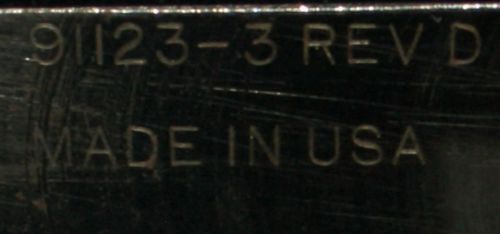 91123-3 REV D
MADE IN USA